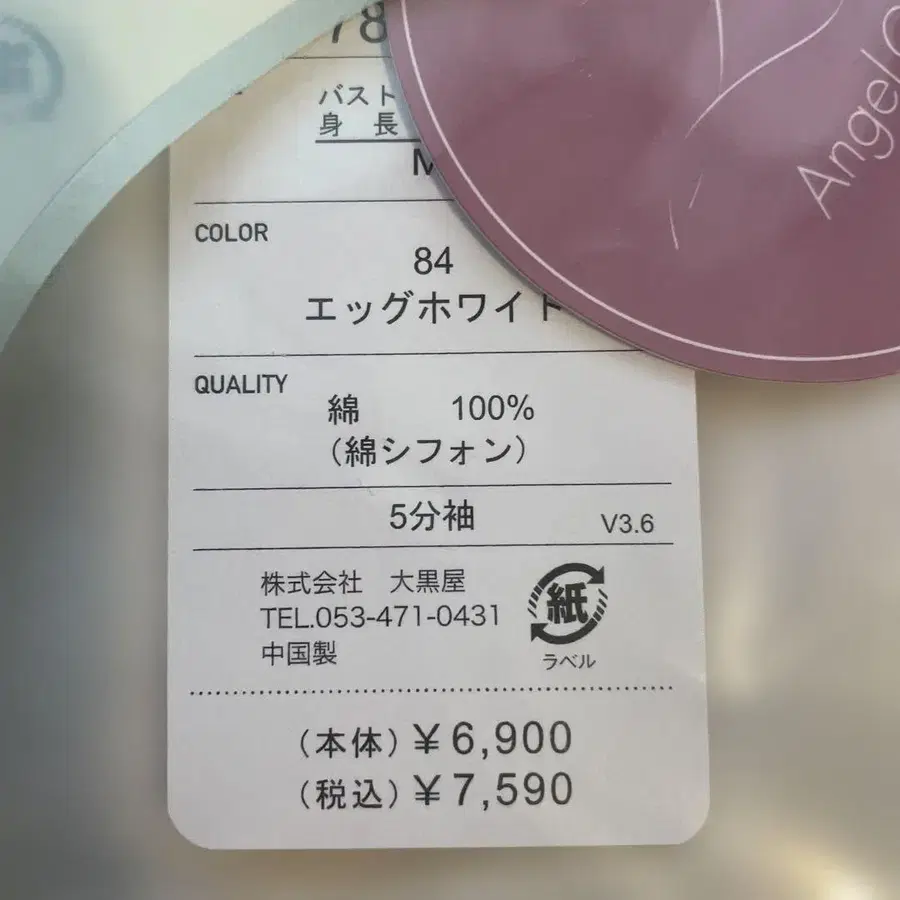 78
バスト
身 長
M
COLOR
84
エッグホワイト
QUALITY
綿 100%
(綿シフォン)
5分袖 V3.6
株式会社 大黒屋
TEL.053-471-0431
中国製
紙
ラベル
(本体)¥6,900
(税込)¥7,590